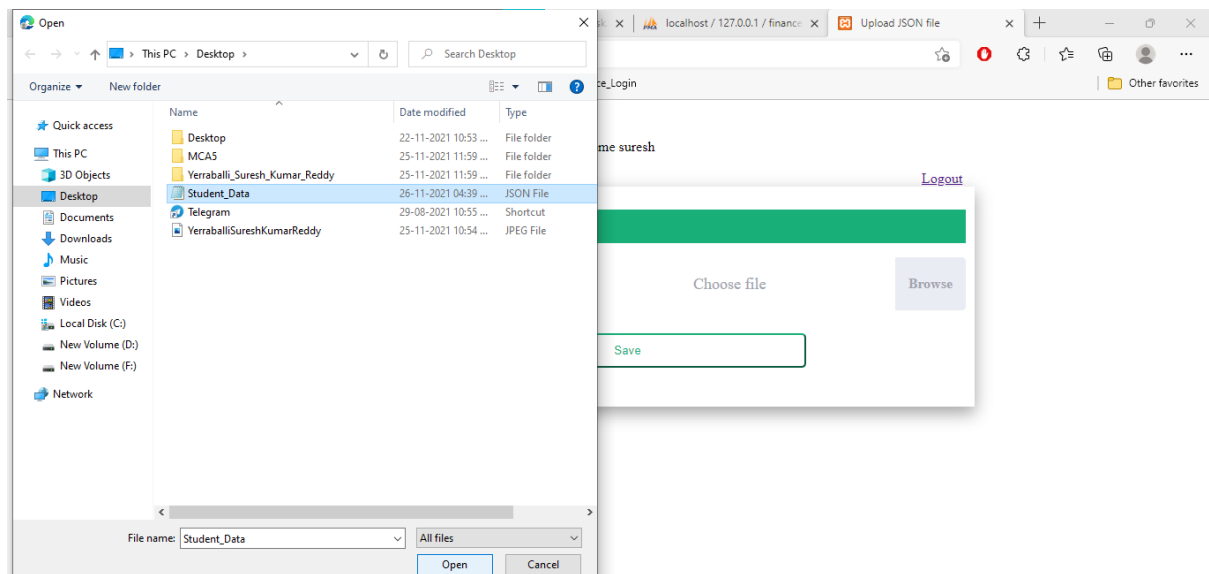 Open
sk
localhost / 127.0.0.1 / finance
Upload JSON file
This PC > Desktop >
Search Desktop
Organize
New folder
ce_Login
Other favorites
Name
Date modified
Type
Quick access
This PC
3D Objects
Desktop
Documents
Downloads
Music
Pictures
Videos
Local Disk (C:)
New Volume (D:)
New Volume (F:)
Network
Desktop 22-11-2021 10:53 ... File folder
MCA5 25-11-2021 11:59 ... File folder
Yerraballi_Suresh_Kumar_Reddy 25-11-2021 11:59 ... File folder
Student_Data 26-11-2021 04:39 ... JSON File
Telegram 29-08-2021 10:55 ... Shortcut
YerraballiSureshKumarReddy 25-11-2021 10:54 ... JPEG File
File name: Student_Data
All files
Open
Cancel
me suresh
Logout
Choose file
Browse
Save